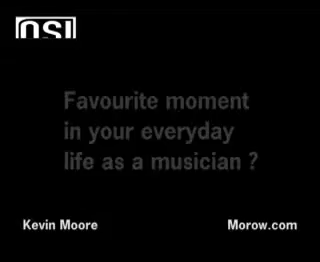 OSI
Favourite moment
in your everyday
life as a musician ?
Kevin Moore
Morow.com